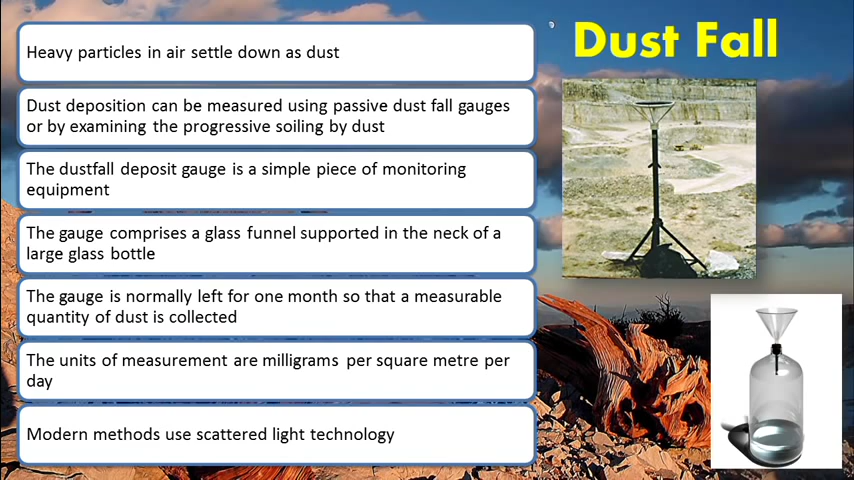 Dust Fall
Heavy particles in air settle down as dust
Dust deposition can be measured using passive dust fall gauges
or by examining the progressive soiling by dust
The dustfall deposit gauge is a simple piece of monitoring
equipment
The gauge comprises a glass funnel supported in the neck of a
large glass bottle
The gauge is normally left for one month so that a measurable
quantity of dust is collected
The units of measurement are milligrams per square metre per
day
Modern methods use scattered light technology